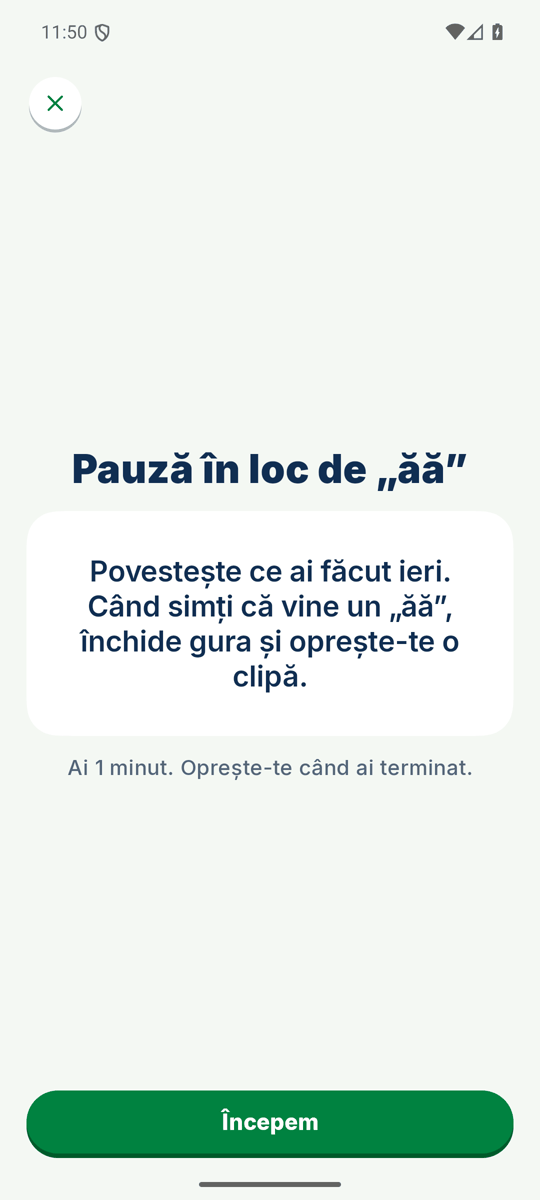 11:50
Pauză în loc de „ăă”
Povestește ce ai făcut ieri.
Când simți că vine un „ăă”,
închide gura și oprește-te o
clipă.
Ai 1 minut. Oprește-te când ai terminat.
Începem